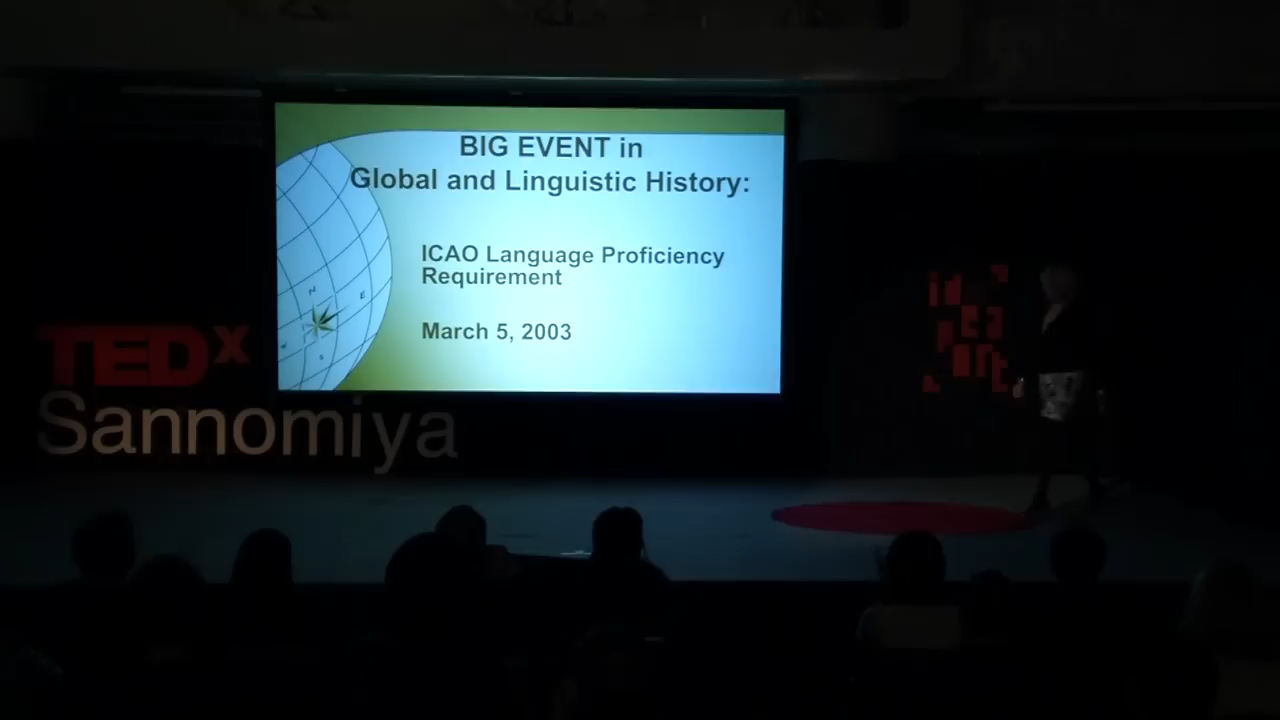 BIG EVENT in
Global and Linguistic History:
ICAO Language Proficiency
Requirement
March 5, 2003
N
E
S
TEDx
Sannomiya